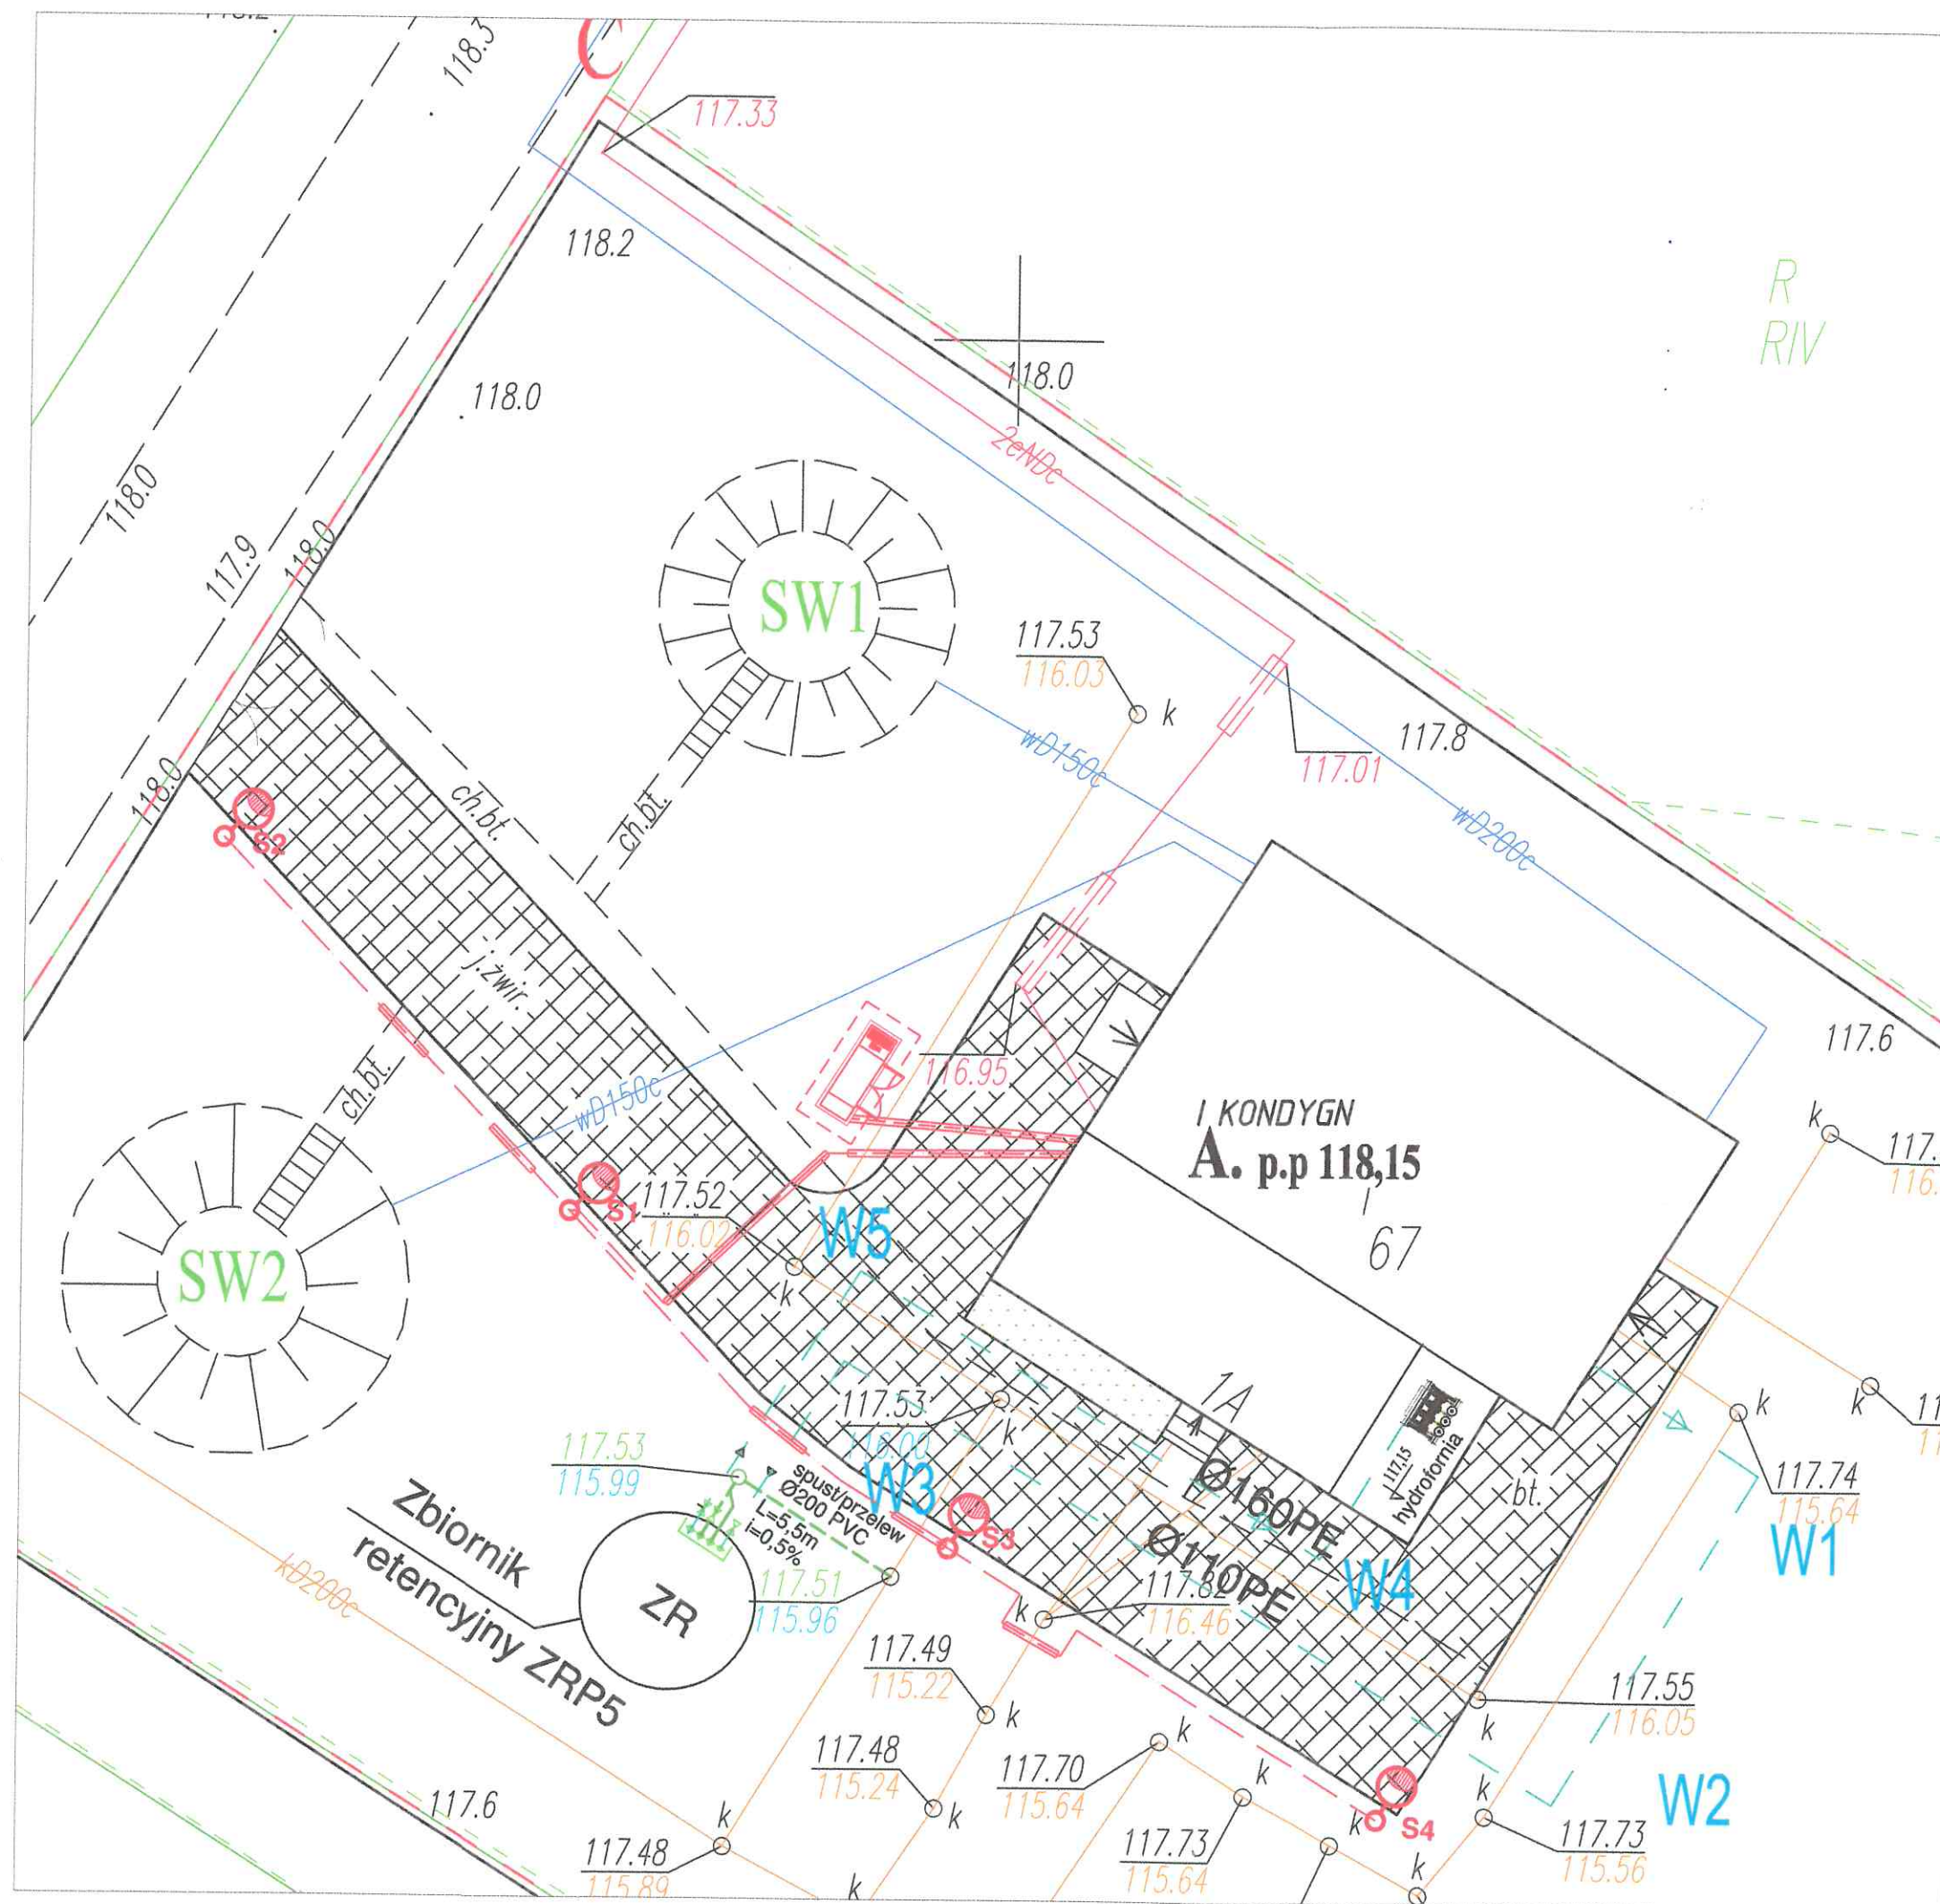 118.3
C
117.33
118.2
R
RIV
118.0
118.0
2eNDc
118.0
117.9
118.0
SW1
117.53
116.03
k
wD150c
117.8
117.01
118.0
ch.bt.
ch.bt.
wD200c
S2
j.żwir.
117.6
116.95
ch.bt.
wD150c
I KONDYGN
A. p.p 118,15
67
k
117.
116.
S1
117.52
116.02
W5
k
SW2
1A
117.53
116.00
k
k
k
117.53
115.99
spust/przelew
Ø200 PVC
L=5,5m
i=0,5%
W3
S3
Ø160PE
Ø110PE
117,15
hydrofornia
bt.
117.74
115.64
W1
Zbiornik
retencyjny ZRP5
ZR
kD200c
117.51
115.96
k
116.46
W4
117.49
115.22
k
117.55
116.05
k
117.48
115.24
k
117.70
115.64
k
k
W2
117.6
k
117.48
115.89
k
117.73
115.64
k
S4
k
117.73
115.56
k